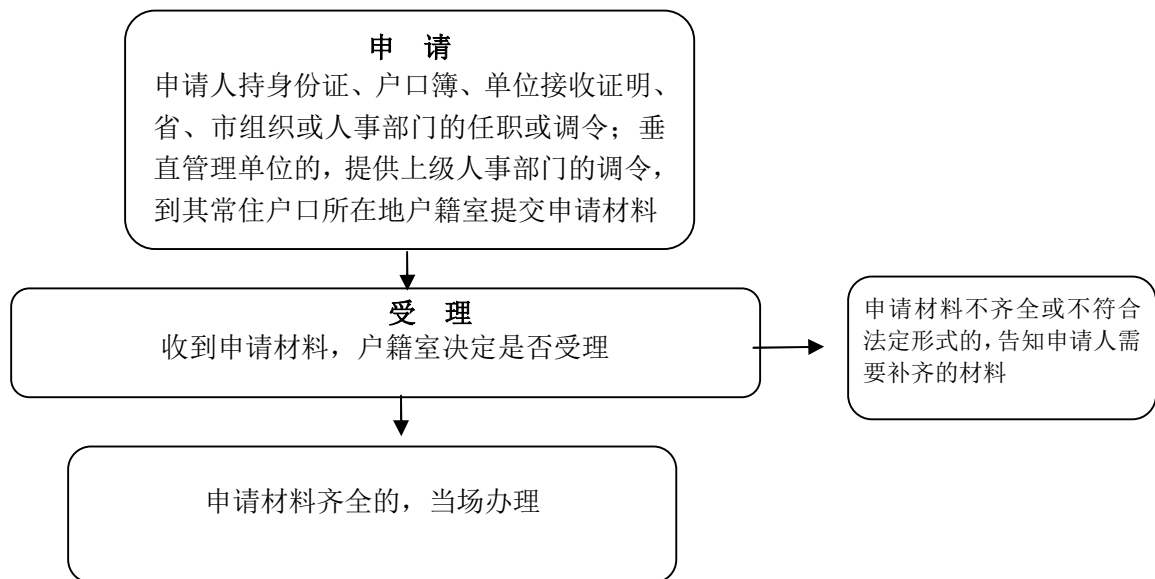 申 请
申请人持身份证、户口簿、单位接收证明、
省、市组织或人事部门的任职或调令；垂
直管理单位的，提供上级人事部门的调令，
到其常住户口所在地户籍室提交申请材料
受 理
收到申请材料，户籍室决定是否受理
申请材料不齐全或不符合
法定形式的，告知申请人需
要补齐的材料
申请材料齐全的，当场办理